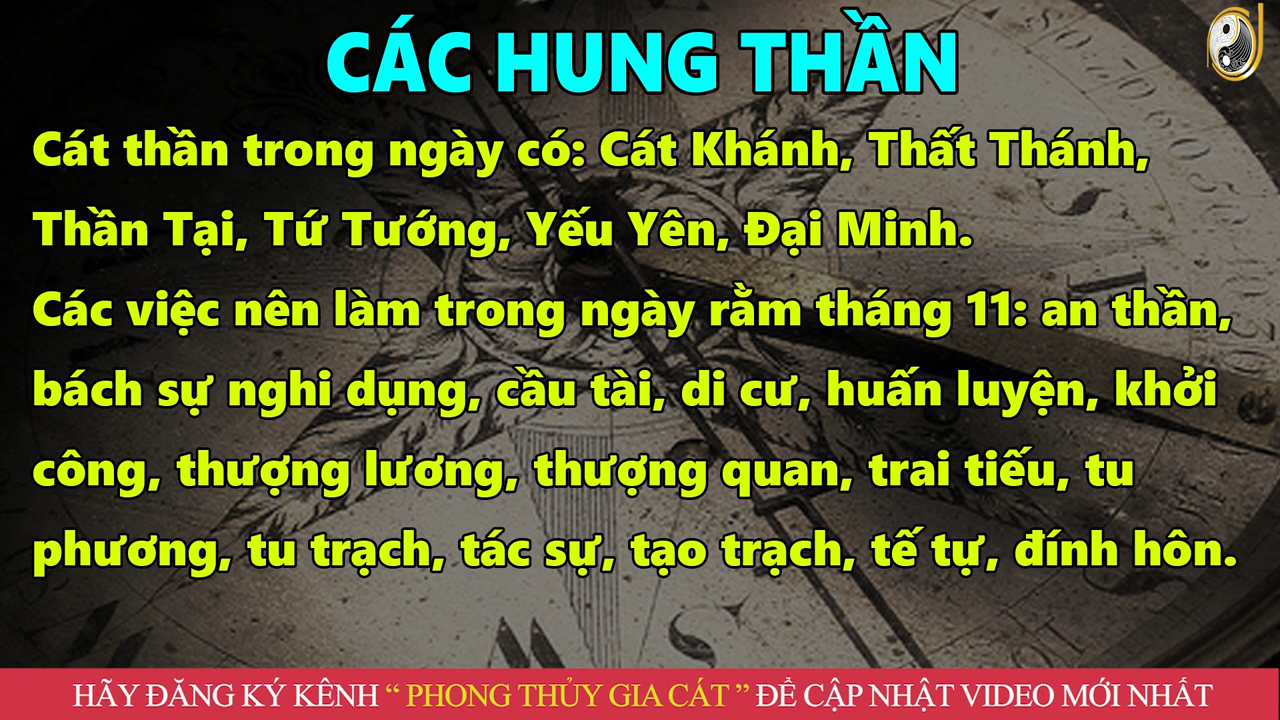 CÁC HUNG THẦN
Cát thần trong ngày có: Cát Khánh, Thất Thánh,
Thần Tại, Tứ Tướng, Yếu Yên, Đại Minh.
Các việc nên làm trong ngày rằm tháng 11: an thần,
bách sự nghi dụng, cầu tài, di cư, huấn luyện, khởi
công, thượng lương, thượng quan, trai tiếu, tu
phương, tu trạch, tác sự, tạo trạch, tế tự, đính hôn.
HÃY ĐĂNG KÝ KÊNH “ PHONG THỦY GIA CÁT ” ĐỂ CẬP NHẬT VIDEO MỚI NHẤT